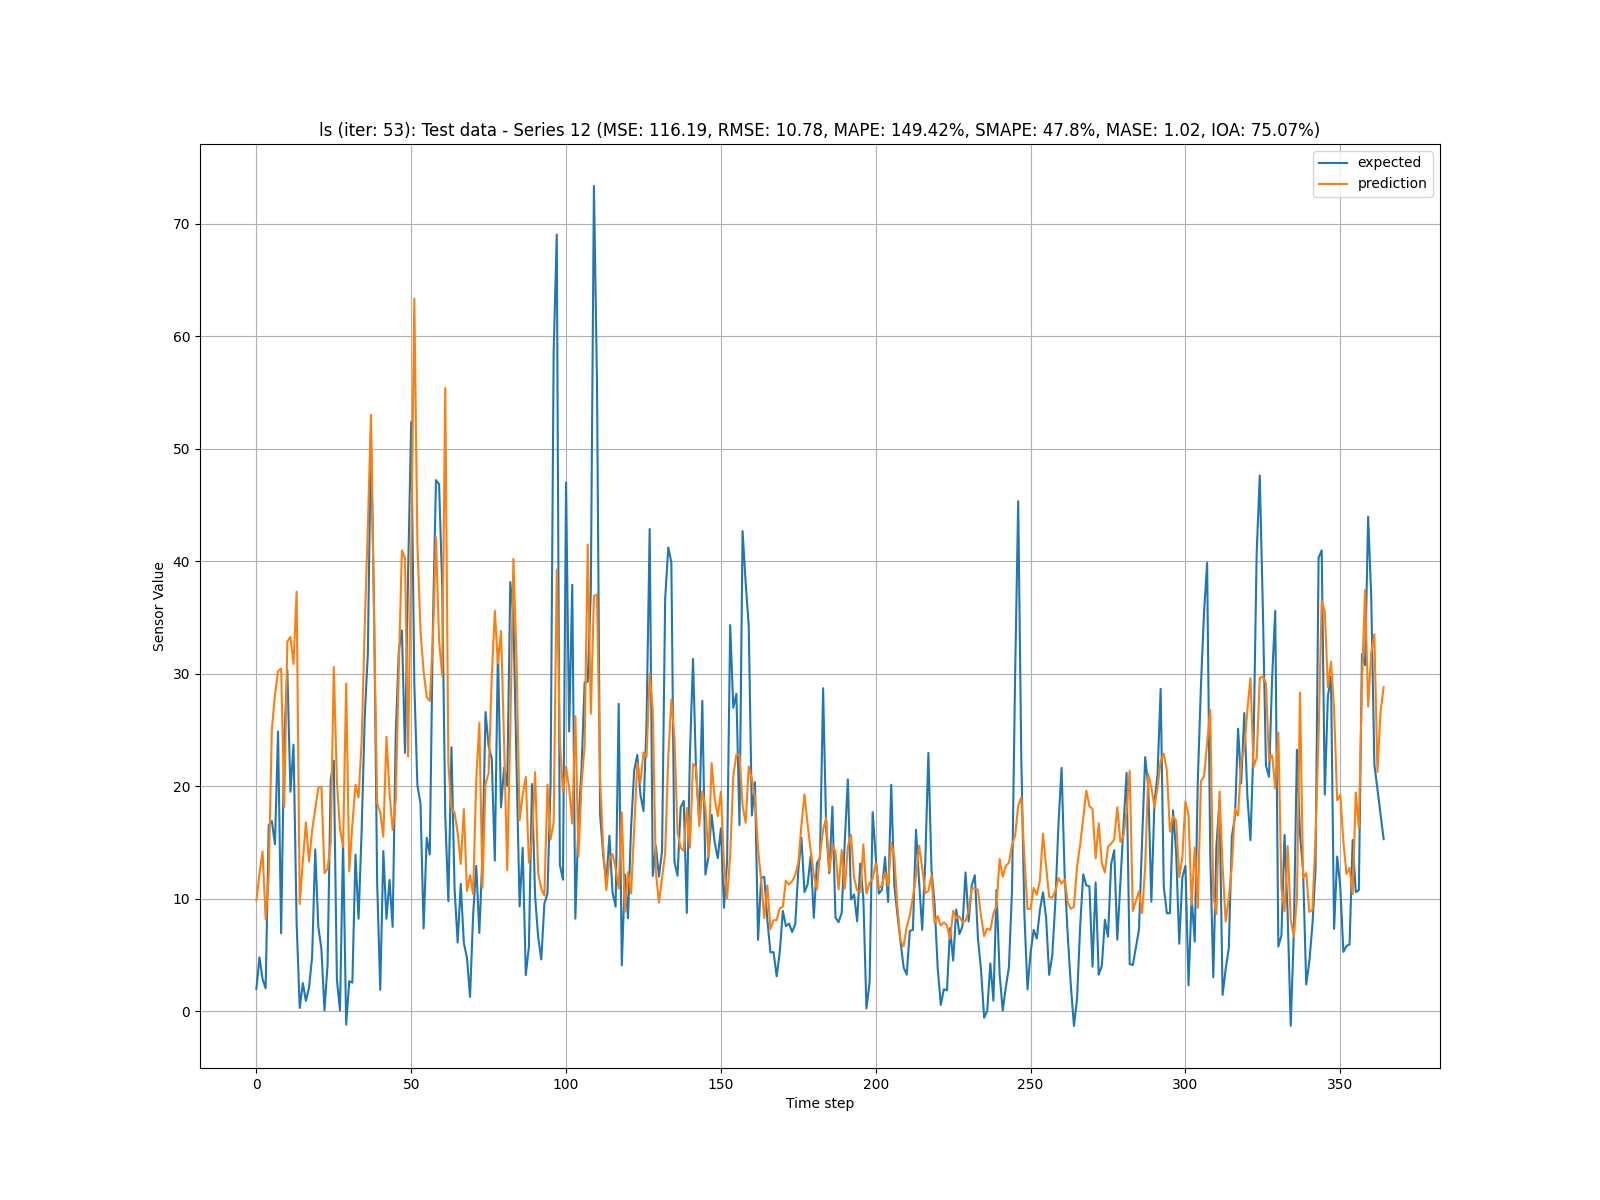 ls (iter: 53): Test data - Series 12 (MSE: 116.19, RMSE: 10.78, MAPE: 149.42%, SMAPE: 47.8%, MASE: 1.02, IOA: 75.07%)
expected
prediction
70
60
50
40
30
20
10
0
Sensor Value
0 50 100 150 200 250 300 350
Time step